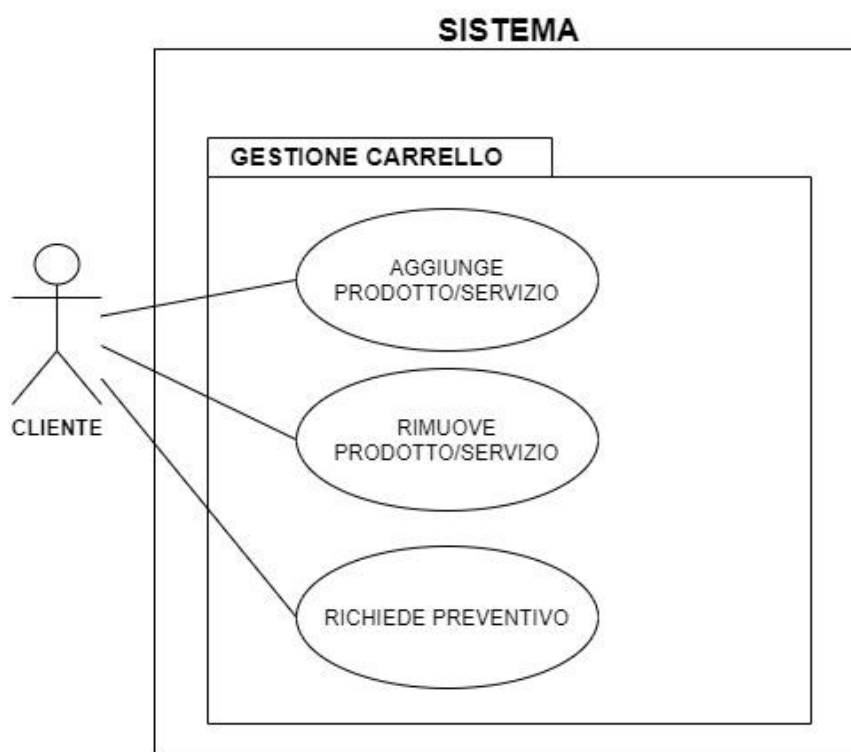 SISTEMA
GESTIONE CARRELLO
AGGIUNGE
PRODOTTO/SERVIZIO
CLIENTE
RIMUOVE
PRODOTTO/SERVIZIO
RICHIEDE PREVENTIVO